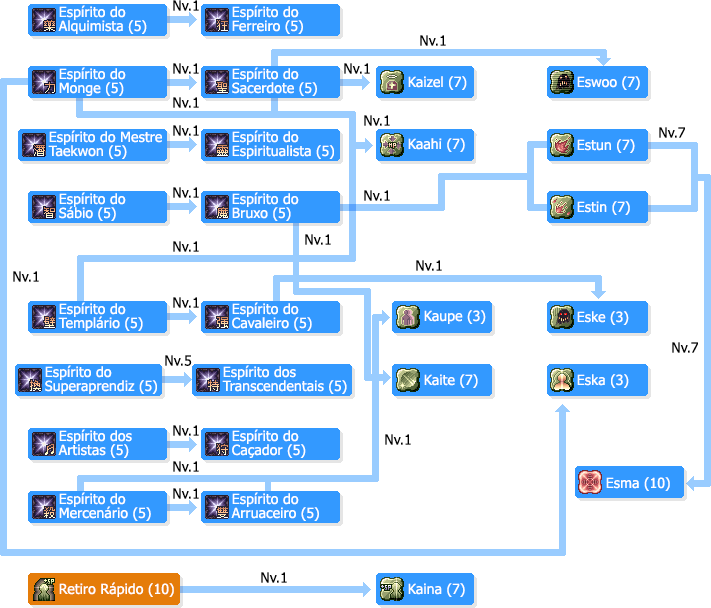 Nv.1
Espírito do
Alquimista (5)
Espírito do
Ferreiro (5)
Nv.1
Espírito do
Monge (5)
Nv.1
Espírito do
Sacerdote (5)
Nv.1
Kaizel (7)
Eswoo (7)
Nv.1
Nv.1
Espírito do Mestre
Taekwon (5)
Nv.1
Espírito do
Espiritualista (5)
Kaahi (7)
Estun (7)
Nv.7
Espírito do
Sábio (5)
Nv.1
Espírito do
Bruxo (5)
Nv.1
Estin (7)
Nv.1
Nv.1
Nv.1
Nv.1
Espírito do
Templário (5)
Nv.1
Espírito do
Cavaleiro (5)
Kaupe (3)
Eske (3)
Nv.7
Espírito do
Superaprendiz (5)
Nv.5
Espírito dos
Transcendentais (5)
Kaite (7)
Eska (3)
Espírito dos
Artistas (5)
Nv.1
Espírito do
Caçador (5)
Nv.1
Nv.1
Esma (10)
Espírito do
Mercenário (5)
Nv.1
Espírito do
Arruaceiro (5)
Retiro Rápido (10)
Nv.1
Kaina (7)